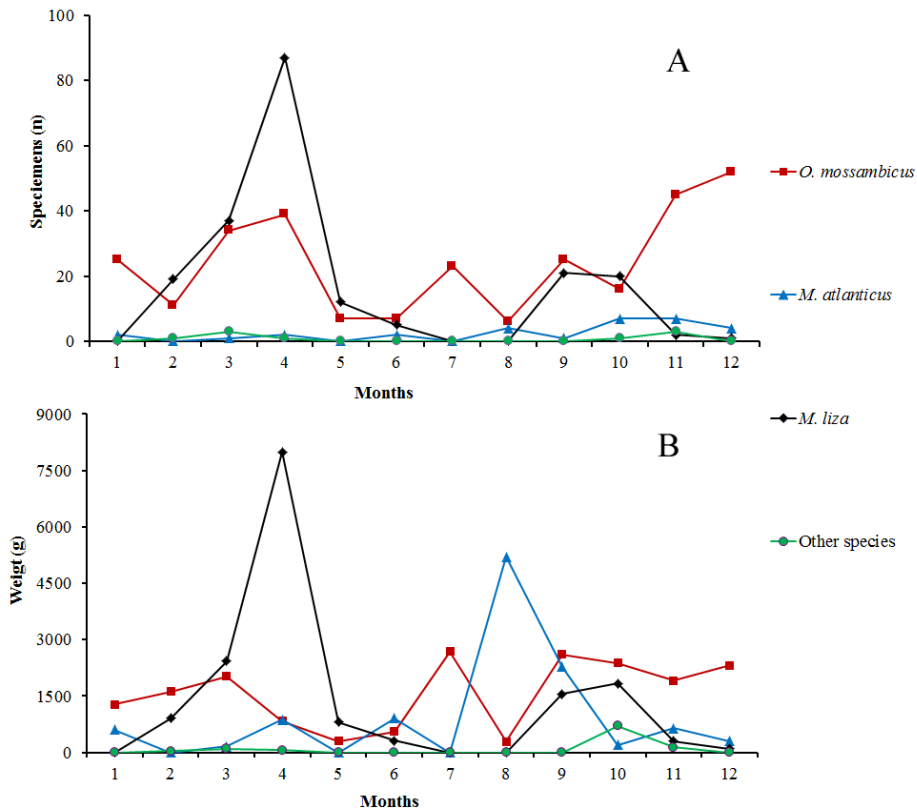 100
80
60
40
20
0
Speciemens (n)
A
1 2 3 4 5 6 7 8 9 10 11 12
Months
O. mossambicus
M. atlanticus
M. liza
Other species
9000
7500
6000
4500
3000
1500
0
Weigt (g)
B
1 2 3 4 5 6 7 8 9 10 11 12
Months